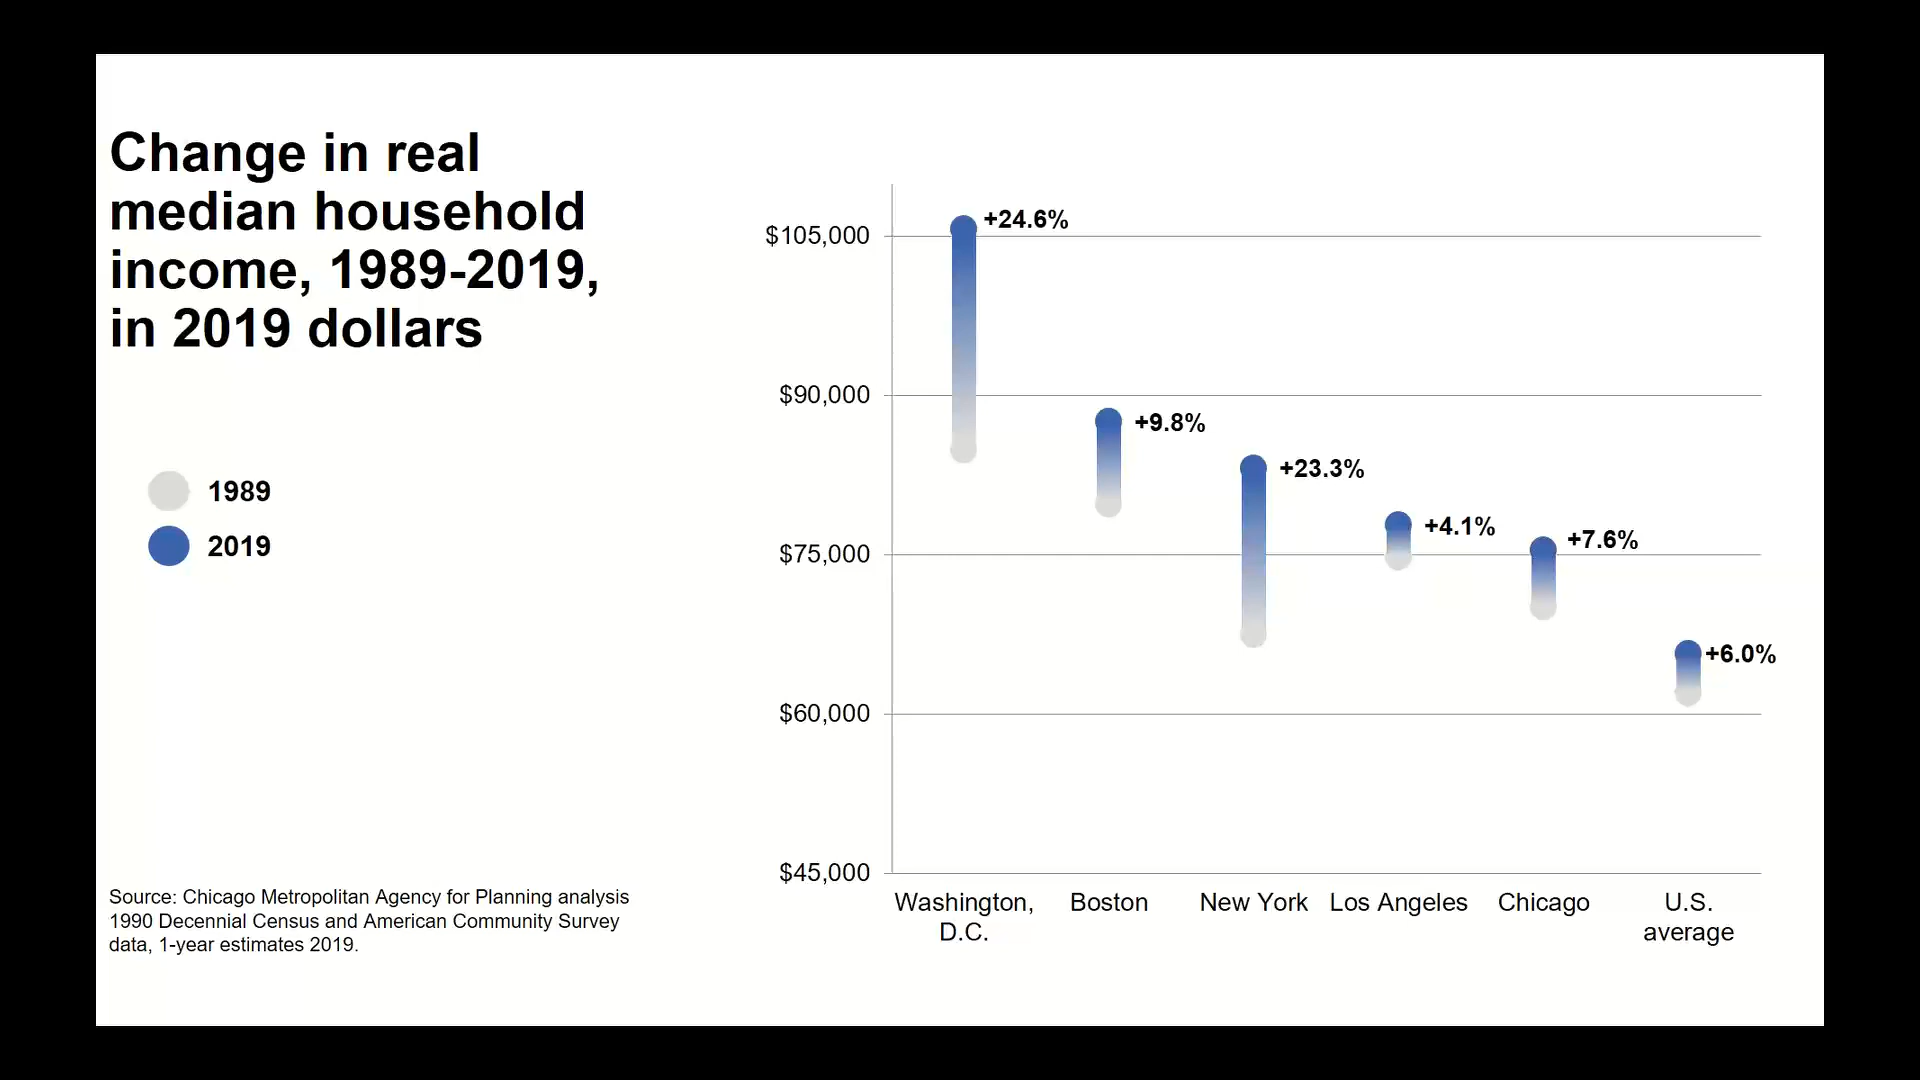 Change in real
median household
income, 1989-2019,
in 2019 dollars
1989
2019
Source: Chicago Metropolitan Agency for Planning analysis
1990 Decennial Census and American Community Survey
data, 1-year estimates 2019.
$105,000
$90,000
$75,000
$60,000
$45,000
+24.6%
+9.8%
+23.3%
+4.1%
+7.6%
+6.0%
Washington,
D.C.
Boston
New York
Los Angeles
Chicago
U.S.
average